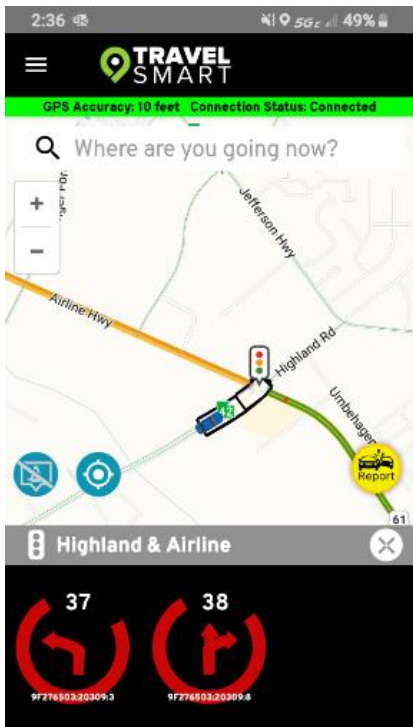 2:36 5G 49%
TRAVEL
SMART
GPS Accuracy: 10 feet Connection Status: Connected
Where are you going now?
+
-
Jefferson Hwy
Airline Hwy
Highland Rd
42
Report
61
Highland & Airline
37 38
9F276503:20309:3 9F276503:20309:8